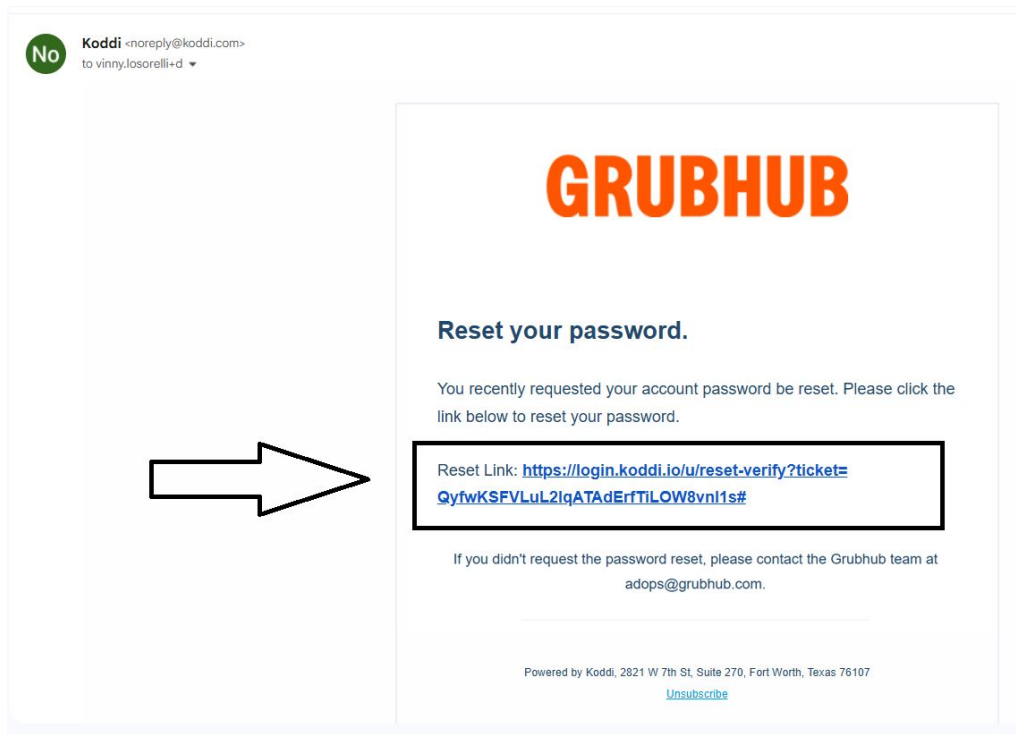 No
Koddi <noreply@koddi.com>
to vinny.losorelli+d
GRUBHUB
Reset your password.
You recently requested your account password be reset. Please click the
link below to reset your password.
Reset Link: https://login.koddi.io/u/reset-verify?ticket=
QyfwKSFVLuL2lqATAdErfTiLOW8vnl1s#
If you didn't request the password reset, please contact the Grubhub team at
adops@grubhub.com.
Powered by Koddi, 2821 W 7th St, Suite 270, Fort Worth, Texas 76107
Unsubscribe